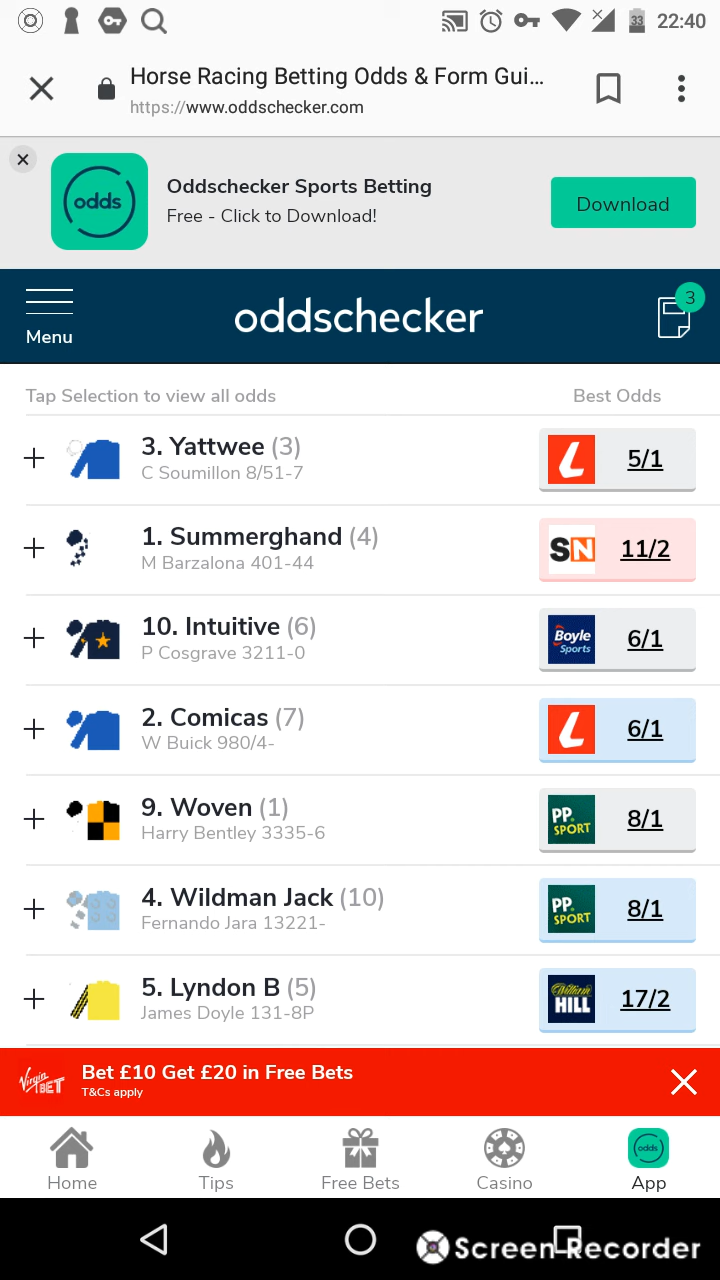 33 22:40
Horse Racing Betting Odds & Form Gui...
https://www.oddschecker.com
odds
Oddschecker Sports Betting
Free - Click to Download!
Download
Menu
oddschecker
3
Tap Selection to view all odds
Best Odds
3. Yattwee (3)
C Soumillon 8/51-7
L 5/1
1. Summerghand (4)
M Barzalona 401-44
SN 11/2
10. Intuitive (6)
P Cosgrave 3211-0
Boyle Sports 6/1
2. Comicas (7)
W Buick 980/4-
L 6/1
9. Woven (1)
Harry Bentley 3335-6
PP. SPORT 8/1
4. Wildman Jack (10)
Fernando Jara 13221-
PP. SPORT 8/1
5. Lyndon B (5)
James Doyle 131-8P
William HILL 17/2
Virgin BET
Bet £10 Get £20 in Free Bets
T&Cs apply
Home
Tips
Free Bets
Casino
odds
App
Screen Recorder